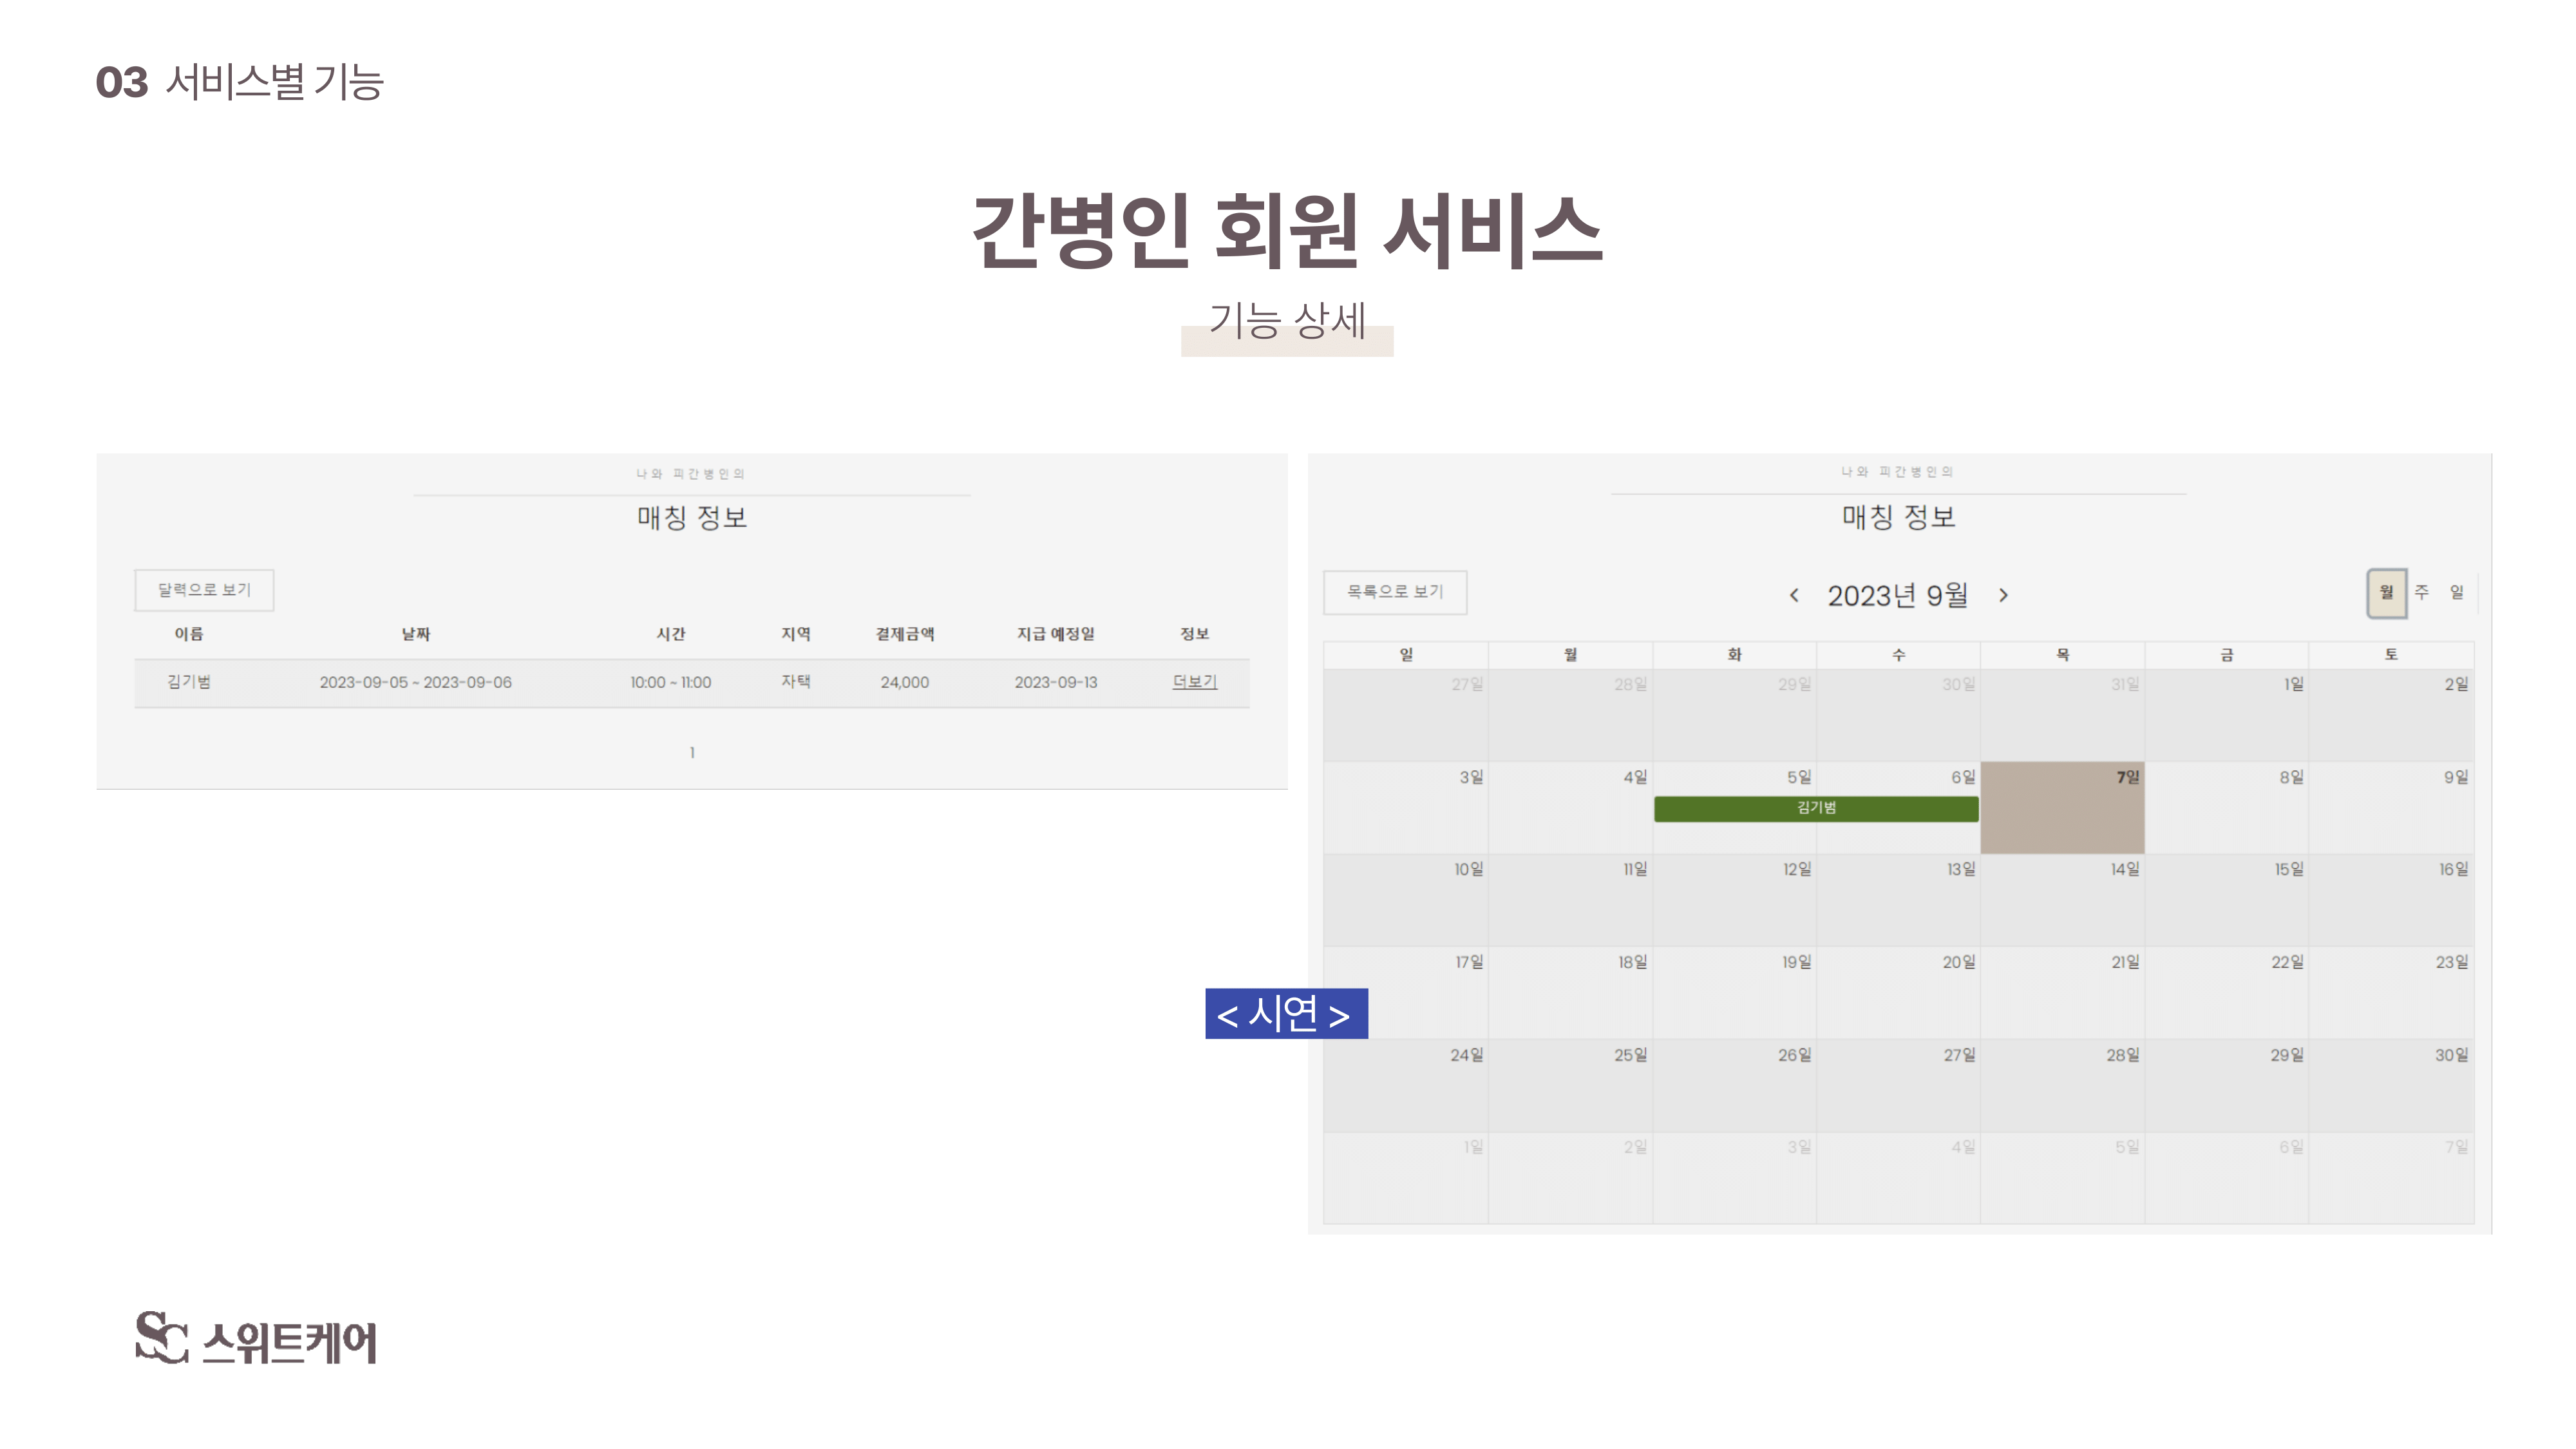 03 서비스별 기능
간병인 회원 서비스
기능 상세
나와 피간병인의
매칭 정보
달력으로 보기
이름 날짜 시간 지역 결제금액 지급 예정일 정보
김기범 2023-09-05 ~ 2023-09-06 10:00 ~ 11:00 자택 24,000 2023-09-13 더보기
1
나와 피간병인의
매칭 정보
목록으로 보기 < 2023년 9월 > 월 주 일
일 월 화 수 목 금 토
27일 28일 29일 30일 31일 1일 2일
3일 4일 5일 6일 7일 8일 9일
김기범
10일 11일 12일 13일 14일 15일 16일
17일 18일 19일 20일 21일 22일 23일
< 시연 >
24일 25일 26일 27일 28일 29일 30일
1일 2일 3일 4일 5일 6일 7일
SC 스위트케어